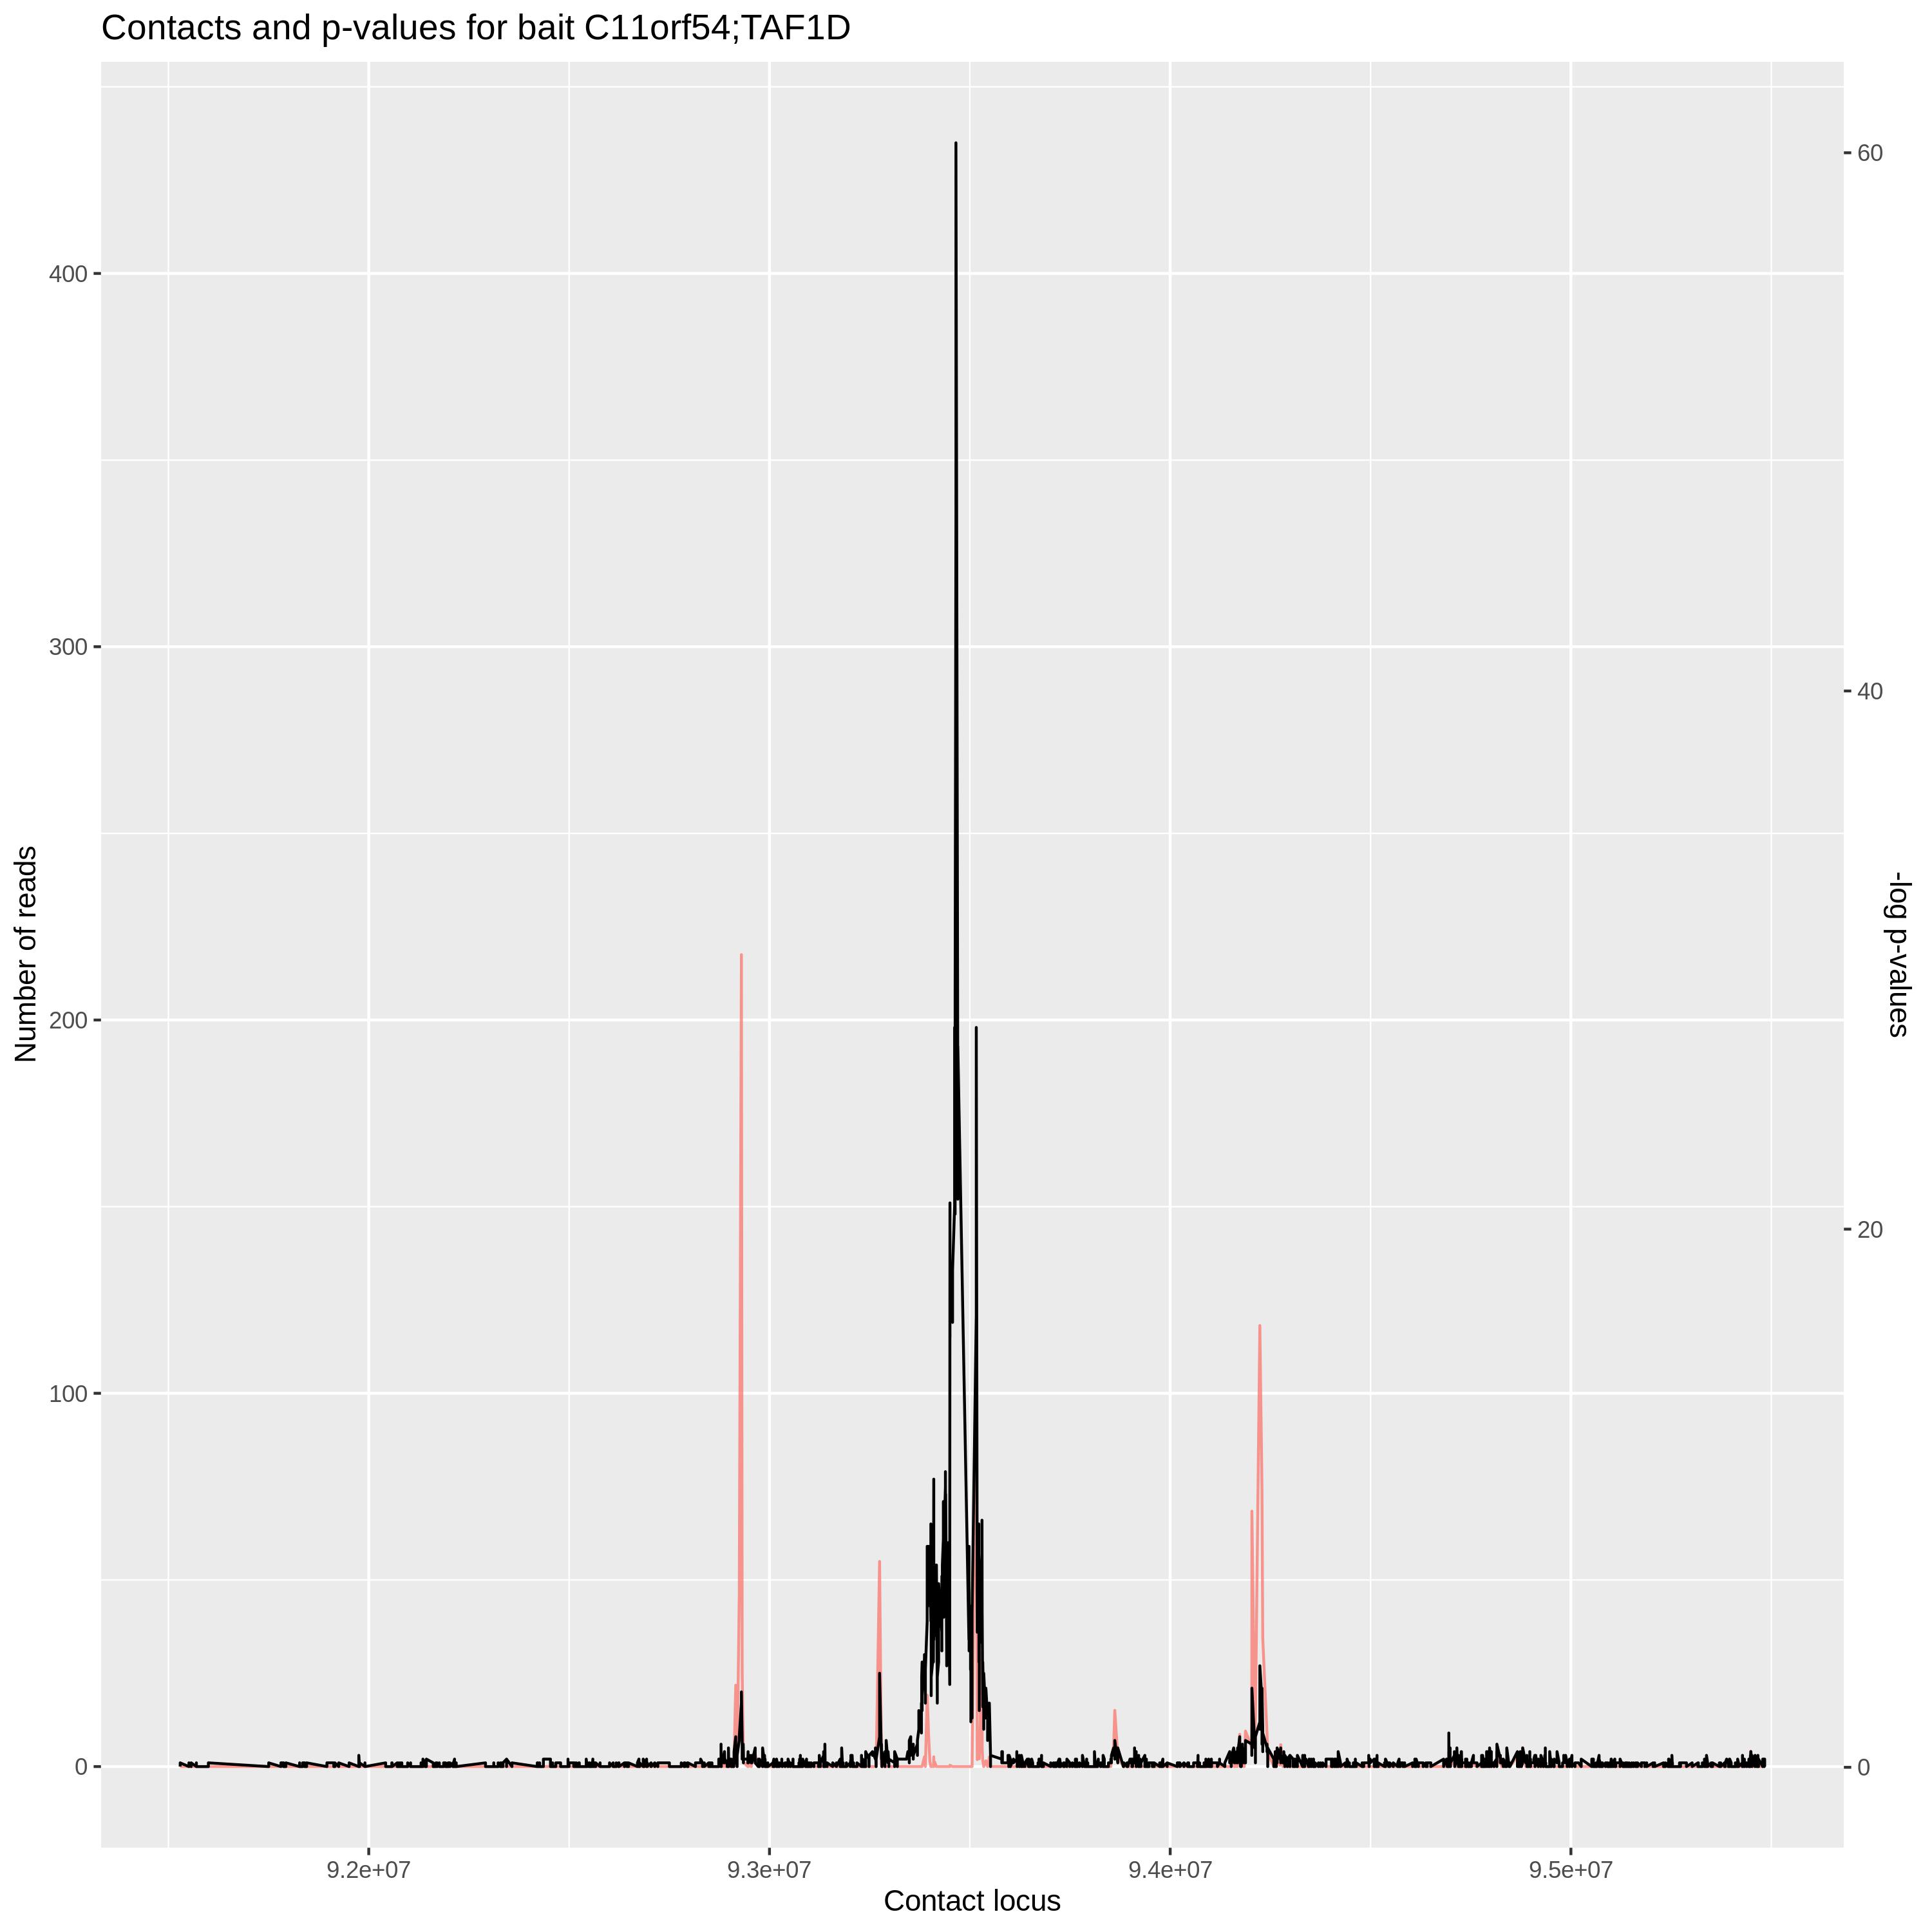 Contacts and p-values for bait C11orf54;TAF1D
Number of reads
400
300
200
100
0
60
40
20
0
-log p-values
9.2e+07 9.3e+07 9.4e+07 9.5e+07
Contact locus